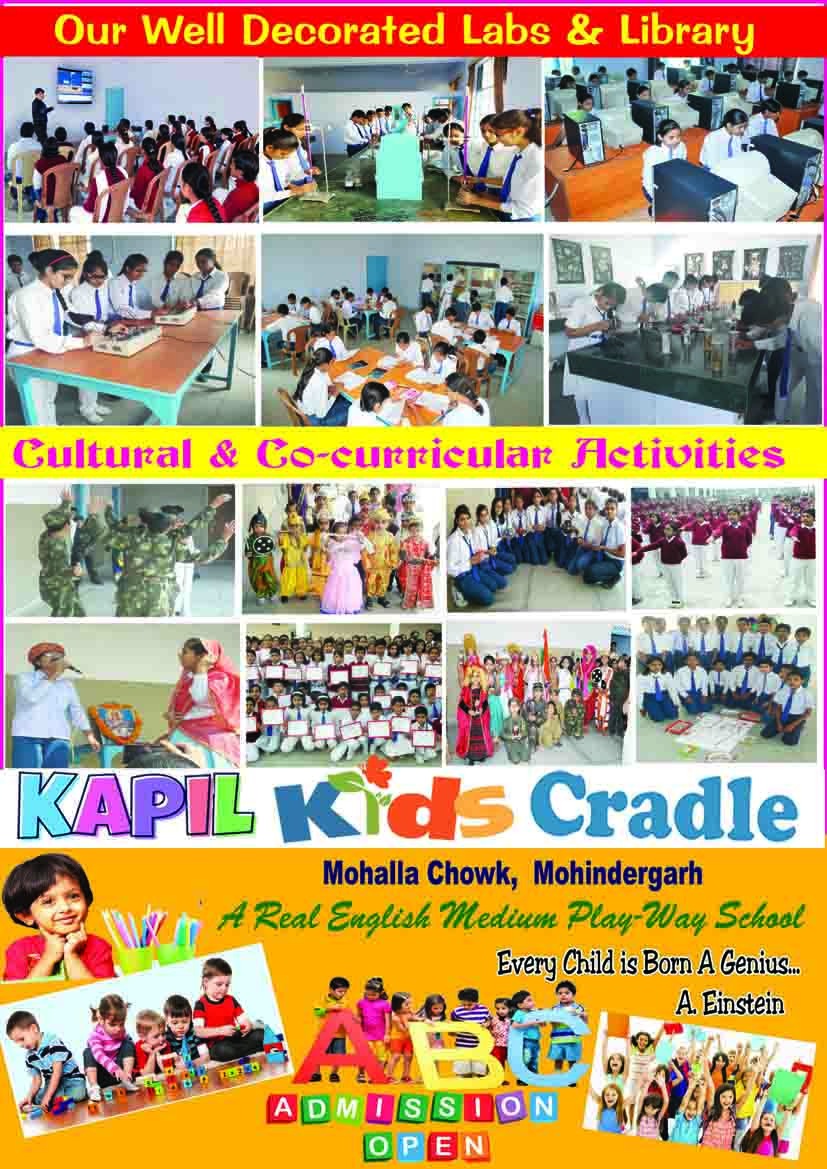 Our Well Decorated Labs & Library
Cultural & Co-curricular Activities
KAPIL Kids Cradle
Mohalla Chowk, Mohindergarh
A Real English Medium Play-Way School
Every Child is Born A Genius...
A. Einstein
ABC
ADMISSION
OPEN